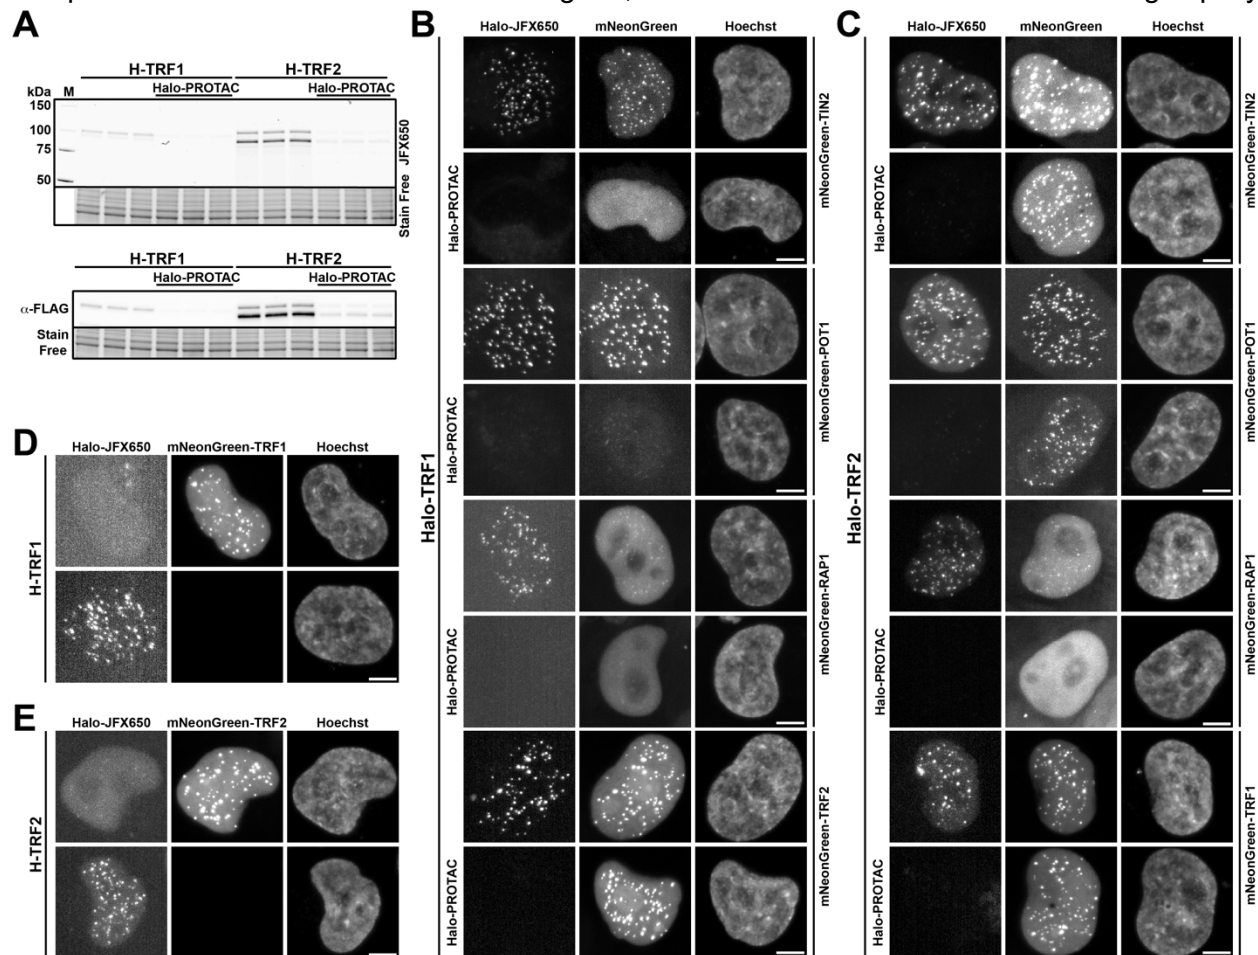 A
H-TRF1 H-TRF2
kDa M Halo-PROTAC Halo-PROTAC
150
100
75
50
JFX650
Stain Free
H-TRF1 H-TRF2
Halo-PROTAC Halo-PROTAC
α-FLAG
Stain
Free
B
Halo-JFX650 mNeonGreen Hoechst
Halo-TRF1
mNeonGreen-TIN2
Halo-PROTAC
mNeonGreen-POT1
Halo-PROTAC
mNeonGreen-RAP1
Halo-PROTAC
mNeonGreen-TRF2
Halo-PROTAC
C
Halo-JFX650 mNeonGreen Hoechst
Halo-TRF2
mNeonGreen-TIN2
Halo-PROTAC
mNeonGreen-POT1
Halo-PROTAC
mNeonGreen-RAP1
Halo-PROTAC
mNeonGreen-TRF1
Halo-PROTAC
D
Halo-JFX650 mNeonGreen-TRF1 Hoechst
H-TRF1
E
Halo-JFX650 mNeonGreen-TRF2 Hoechst
H-TRF2